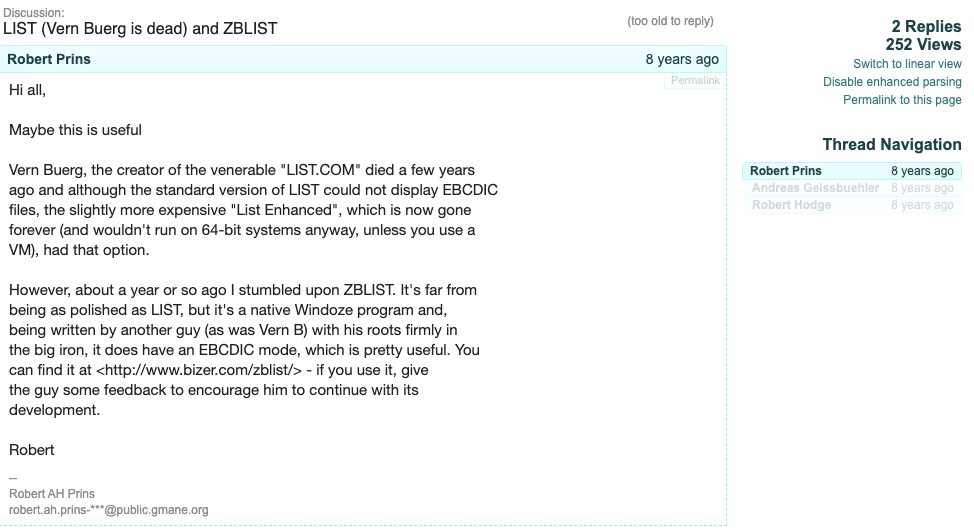 Discussion:
LIST (Vern Buerg is dead) and ZBLIST
(too old to reply)
Robert Prins 8 years ago
Permalink
Hi all,
Maybe this is useful
Vern Buerg, the creator of the venerable "LIST.COM" died a few years
ago and although the standard version of LIST could not display EBCDIC
files, the slightly more expensive "List Enhanced", which is now gone
forever (and wouldn't run on 64-bit systems anyway, unless you use a
VM), had that option.
However, about a year or so ago I stumbled upon ZBLIST. It's far from
being as polished as LIST, but it's a native Windoze program and,
being written by another guy (as was Vern B) with his roots firmly in
the big iron, it does have an EBCDIC mode, which is pretty useful. You
can find it at <http://www.bizer.com/zblist/> - if you use it, give
the guy some feedback to encourage him to continue with its
development.
Robert
--
Robert AH Prins
robert.ah.prins-***@public.gmane.org
2 Replies
252 Views
Switch to linear view
Disable enhanced parsing
Permalink to this page
Thread Navigation
Robert Prins 8 years ago
Andreas Geissbuehler 8 years ago
Robert Hodge 8 years ago